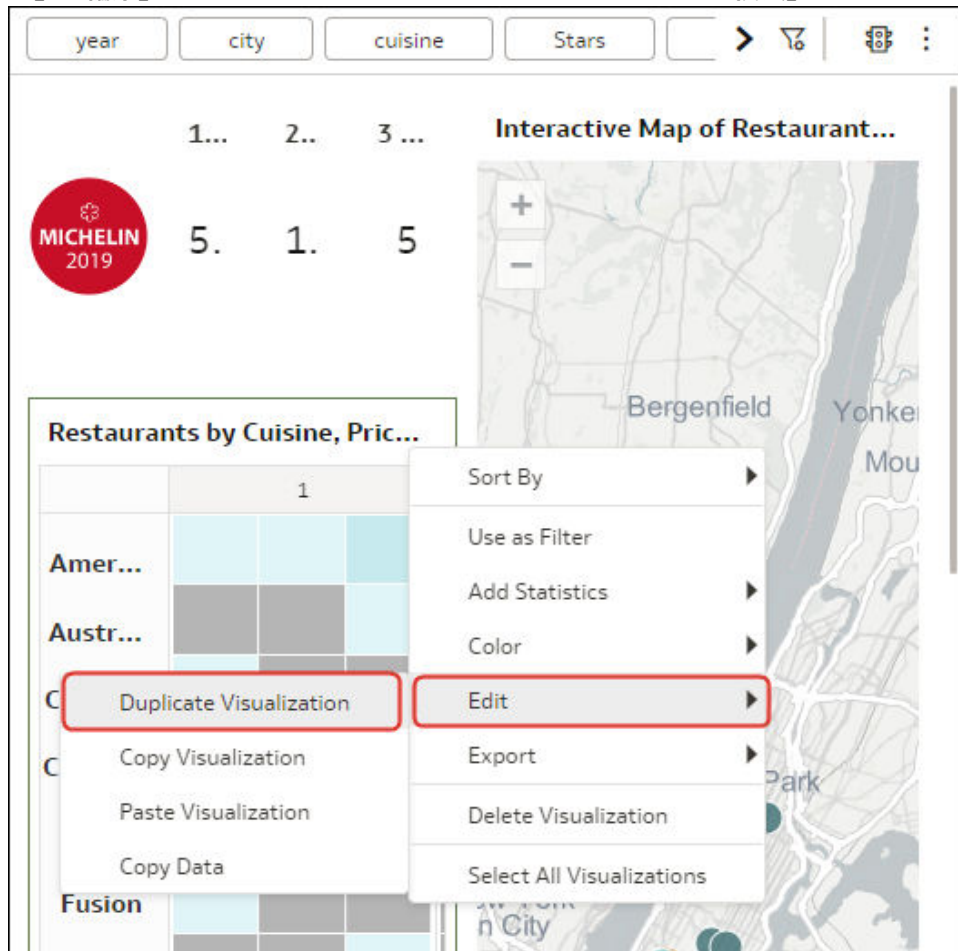 year city cuisine Stars
1... 2.. 3 ...
Interactive Map of Restaurant...
MICHELIN
2019
5. 1. 5
+
−
Bergenfield
Yonke
Mou
Restaurants by Cuisine, Pric...
1
Amer...
Austr...
C
C
Fusion
Sort By
Use as Filter
Add Statistics
Color
Edit
Export
Delete Visualization
Select All Visualizations
Duplicate Visualization
Copy Visualization
Paste Visualization
Copy Data
Park
n City